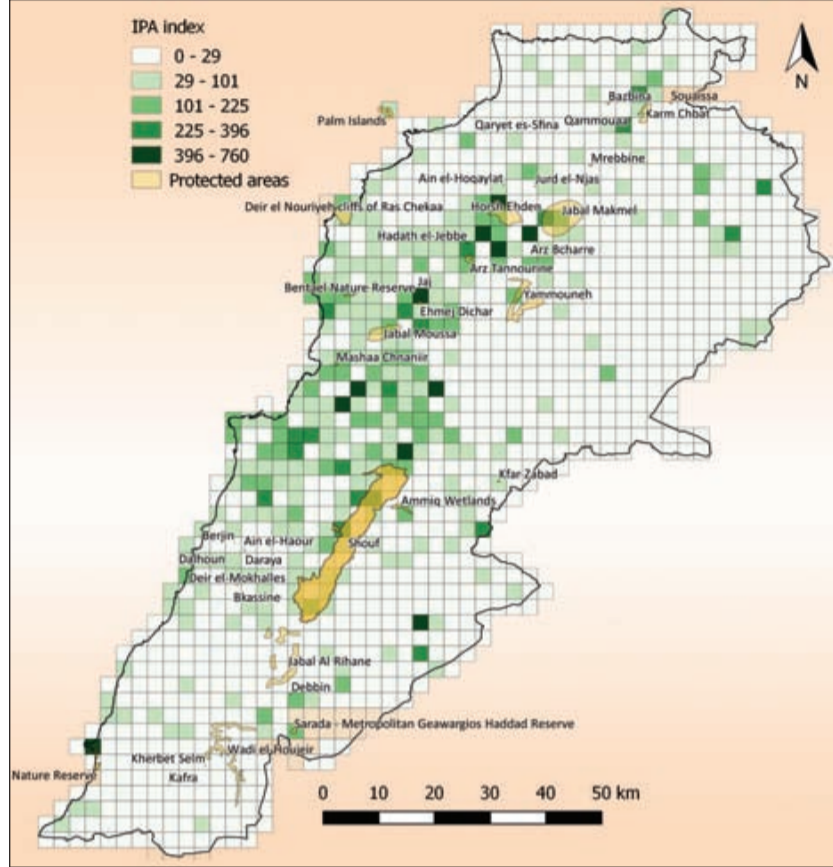 IPA index
0 - 29
29 - 101
101 - 225
225 - 396
396 - 760
Protected areas
N
Bazbina
Souaissa
Palm Islands
Qaryet es-Sfina
Qammouaa
Karm Chbat
Mrebbine
Ain el-Hoqaylat
Jurd el-Njas
Deir el Nouriyeh cliffs of Ras Chekaa
Horsh Ehden
Jabal Makmel
Hadath el-Jebbe
Arz Bcharre
Arz Tannourine
Jaj
Bentael Nature Reserve
Yammouneh
Ehmej Dichar
Jabal Moussa
Mashaa Chnaniir
Kfar Zabad
Ammiq Wetlands
Berjin
Ain el-Haour
Shouf
Dalhoun
Daraya
Deir el-Mokhalles
Bkassine
Jabal Al Rihane
Debbin
Sarada - Metropolitan Geawargios Haddad Reserve
Wadi el-Houjeir
Kherbet Selm
Nature Reserve
Kafra
0 10 20 30 40 50 km